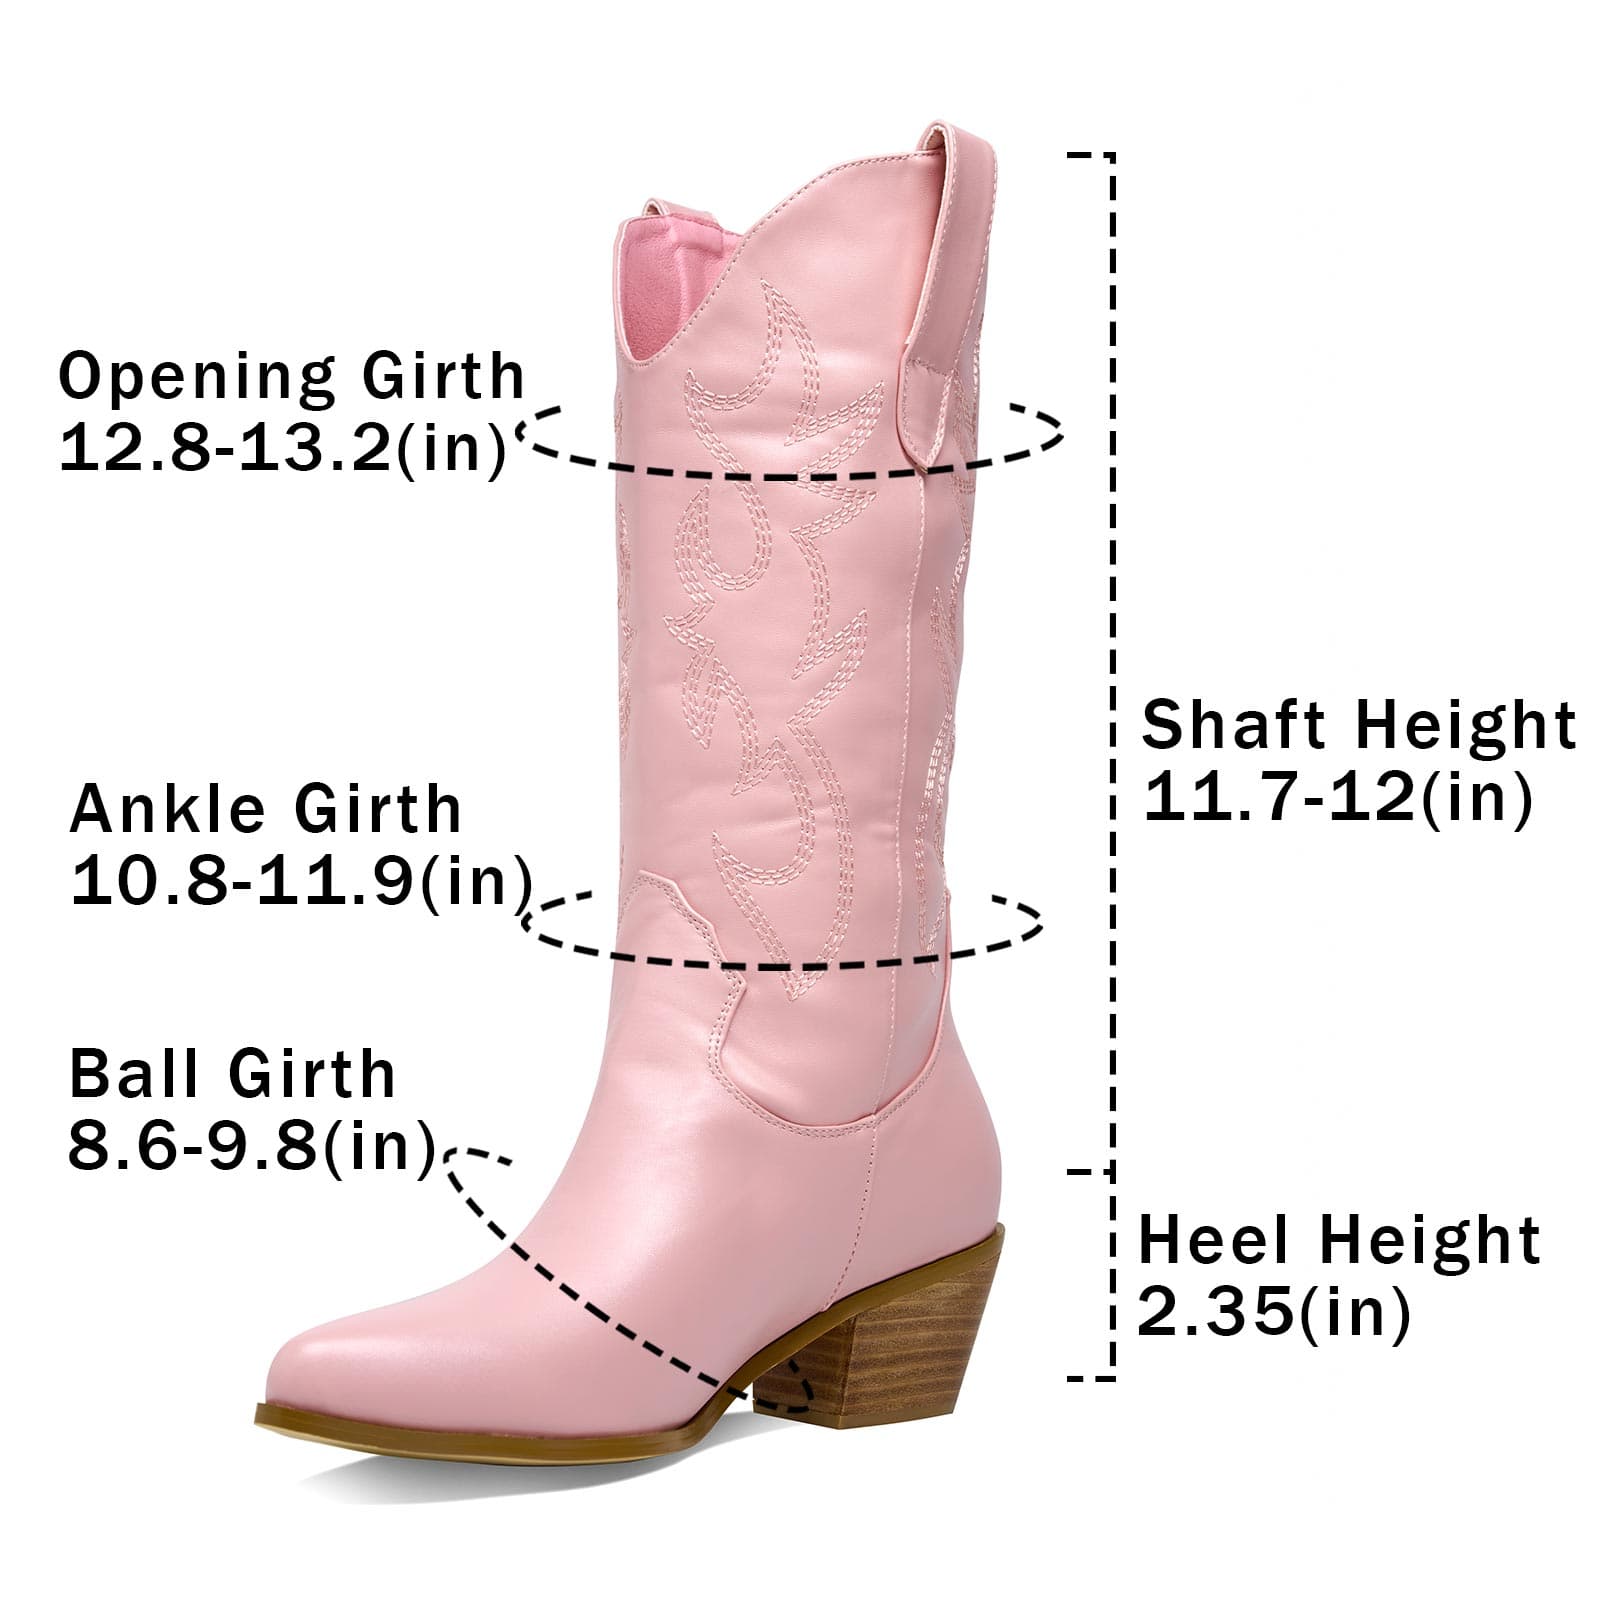 Opening Girth
12.8-13.2(in)
Ankle Girth
10.8-11.9(in)
Ball Girth
8.6-9.8(in)
Shaft Height
11.7-12(in)
Heel Height
2.35(in)